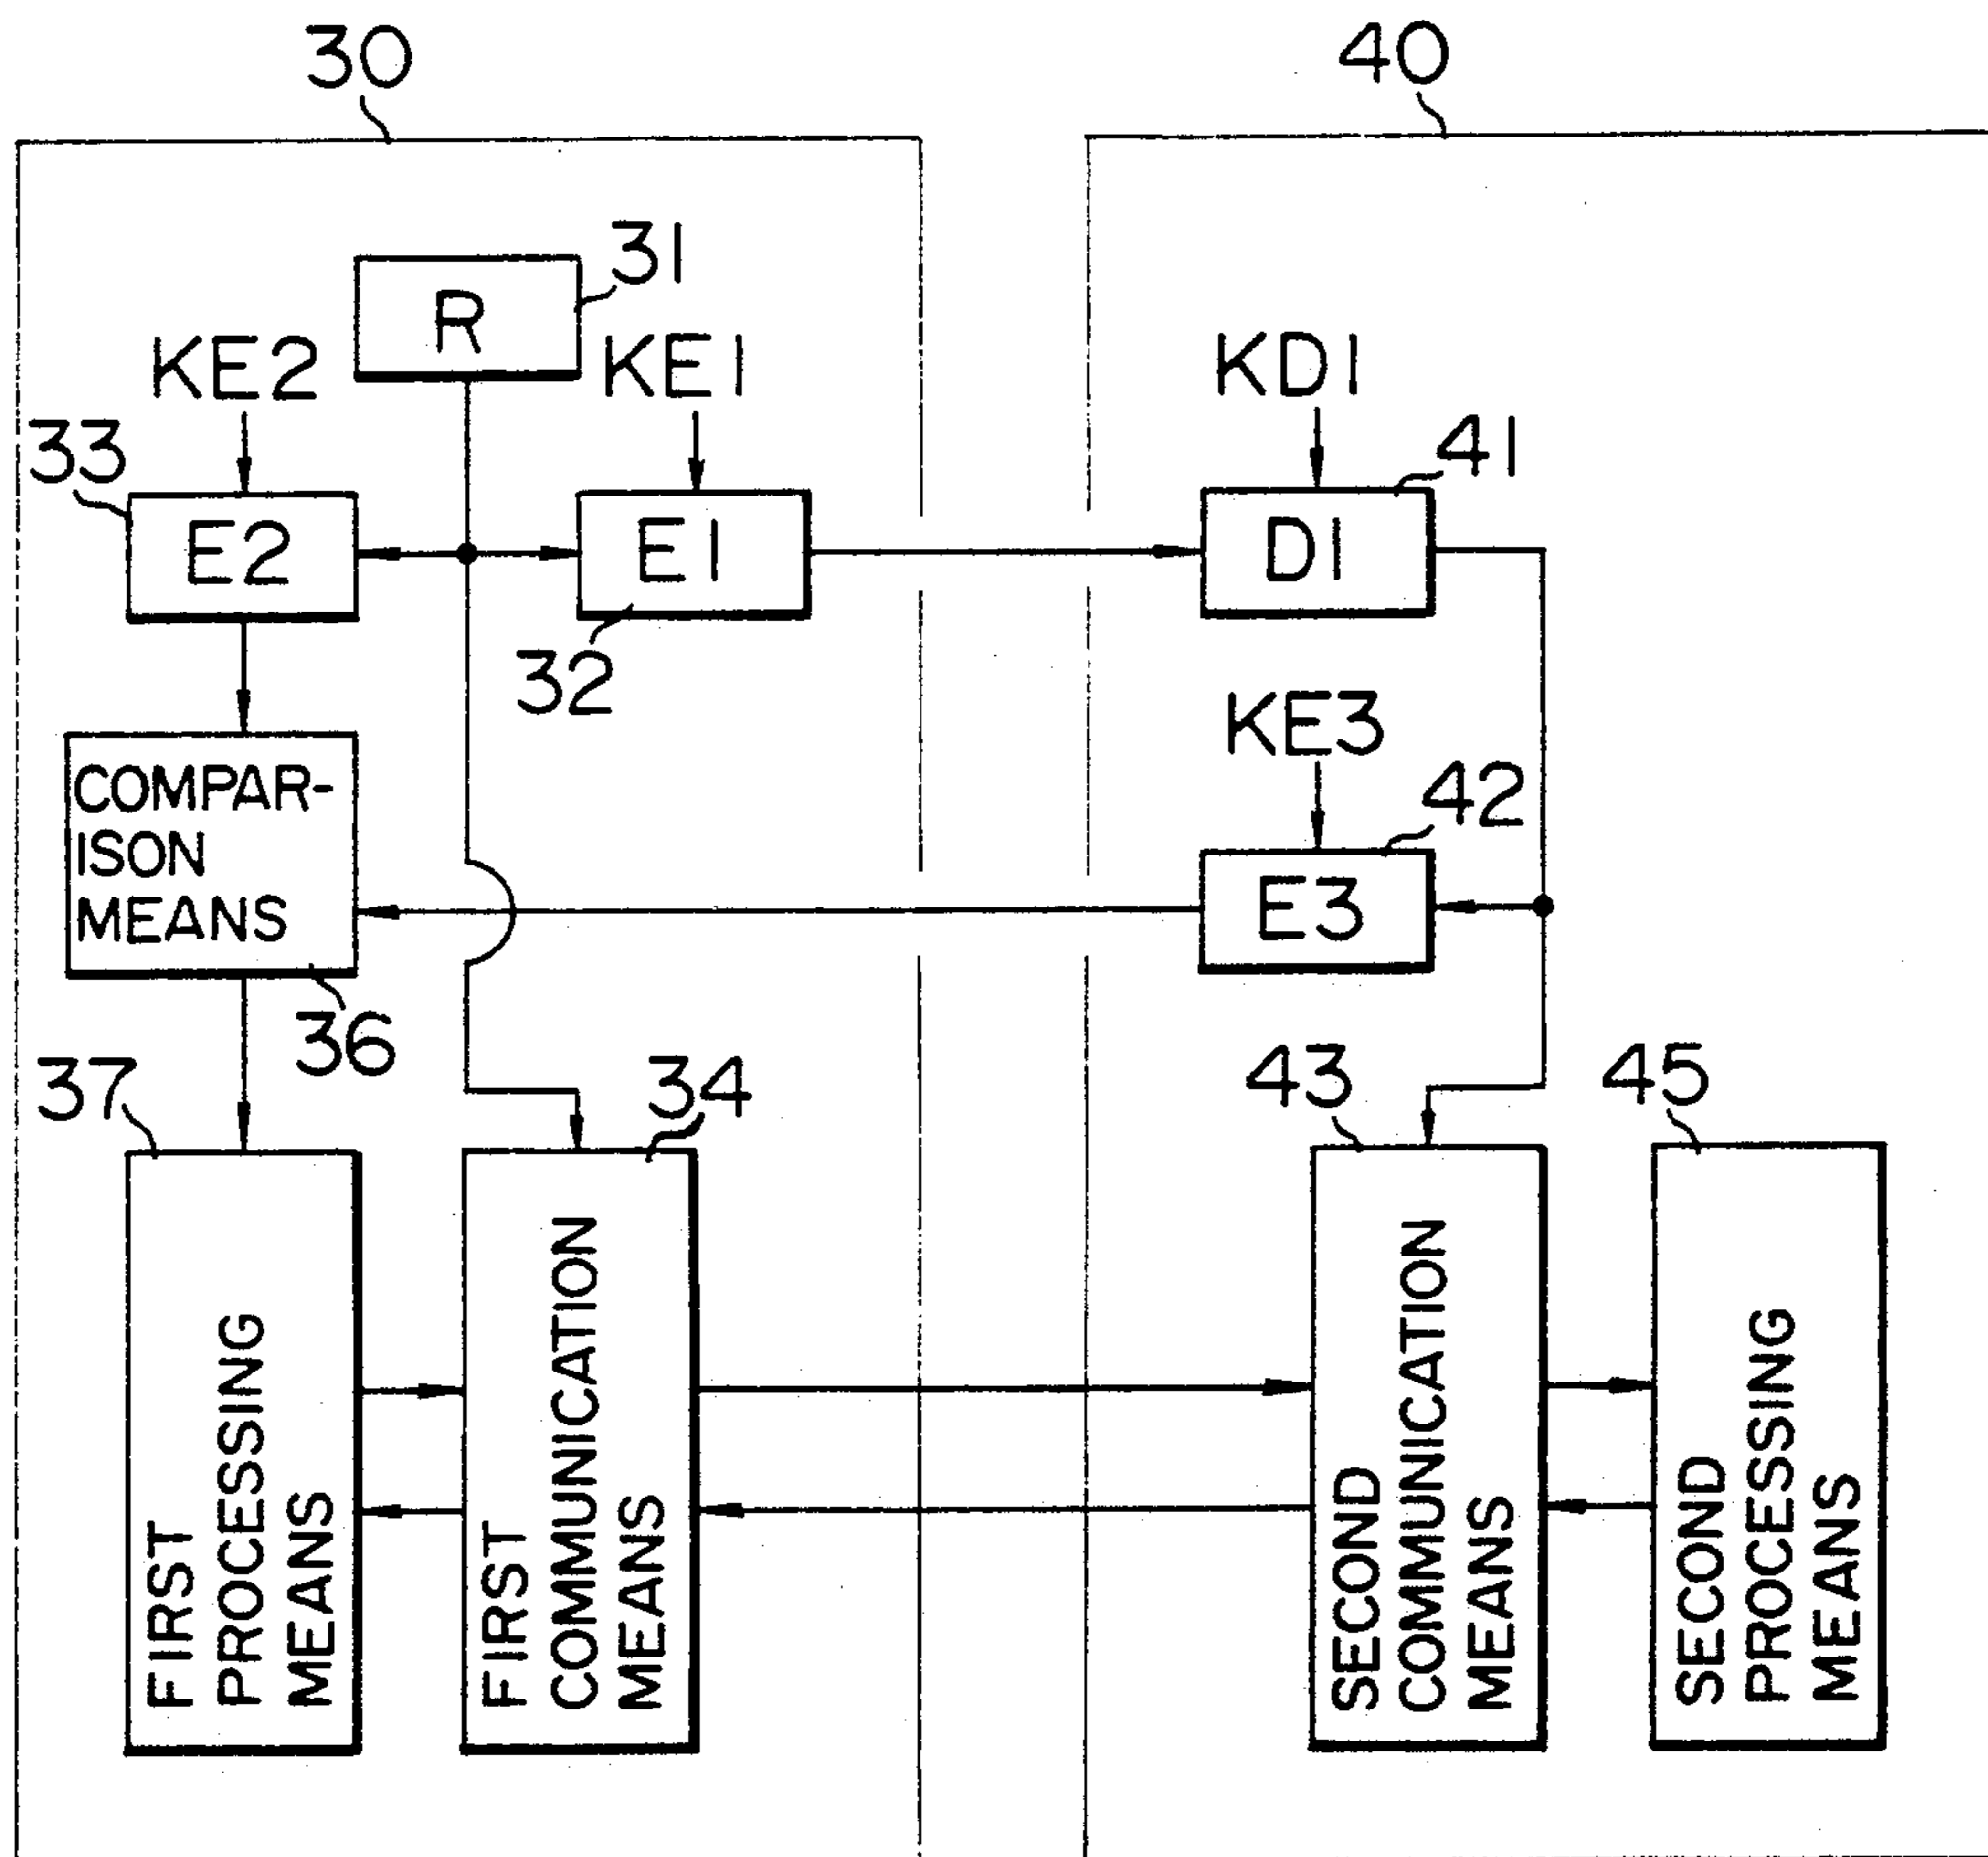 30
40
31
R
KE2
KE1
KD1
33
41
E2
E1
D1
32
KE3
COMPAR-
ISON
MEANS
42
E3
36
37
34
43
45
FIRST
PROCESSING
MEANS
FIRST
COMMUNICATION
MEANS
SECOND
COMMUNICATION
MEANS
SECOND
PROCESSING
MEANS